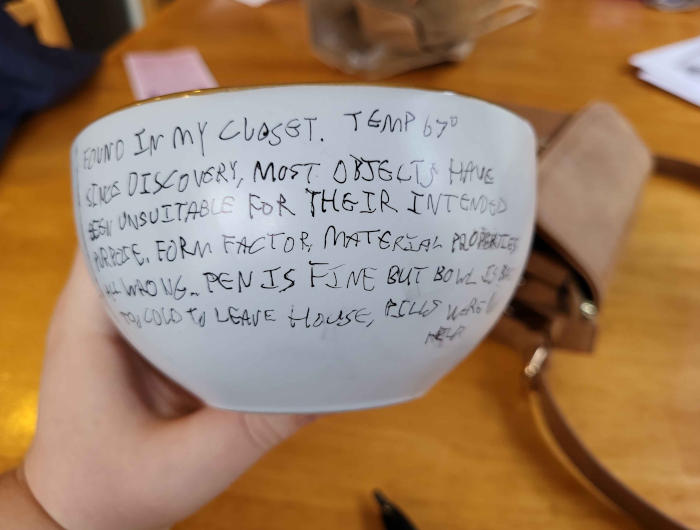 FOUND IN MY CLOSET. TEMP 67°
SINCE DISCOVERY, MOST OBJECTS HAVE
BEEN UNSUITABLE FOR THEIR INTENDED
PURPOSE. FORM FACTOR, MATERIAL PROPERTIES
ALL WRONG. PEN IS FINE BUT BOWL IS
TOO COLD TO LEAVE HOUSE, PILLS
HELP